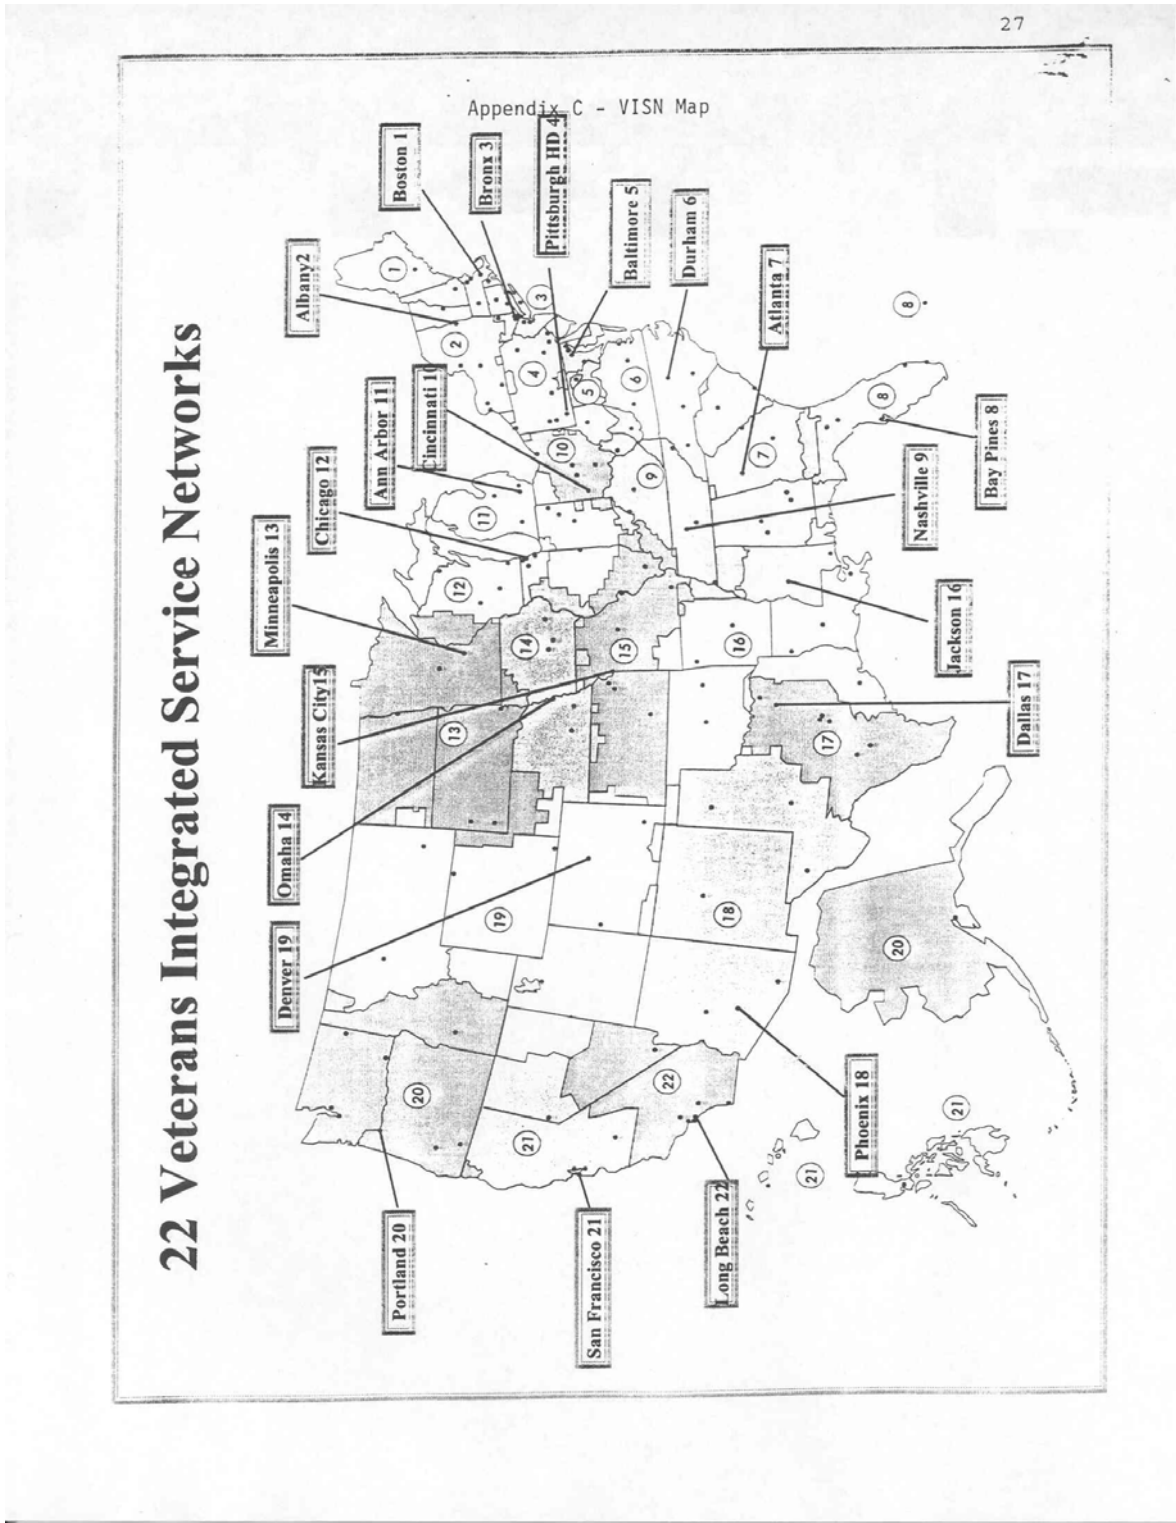 27
Appendix C - VISN Map
22 Veterans Integrated Service Networks
Boston 1
Albany2
Bronx 3
Pittsburgh HD 4
Baltimore 5
Durham 6
Atlanta 7
Bay Pines 8
Nashville 9
Cincinnati 10
Ann Arbor 11
Chicago 12
Minneapolis 13
Omaha 14
Kansas City15
Jackson 16
Dallas 17
Phoenix 18
Denver 19
Portland 20
San Francisco 21
Long Beach 22
1
2
3
4
5
6
7
8
8
9
10
11
12
13
14
15
16
17
18
19
20
20
21
21
21
22